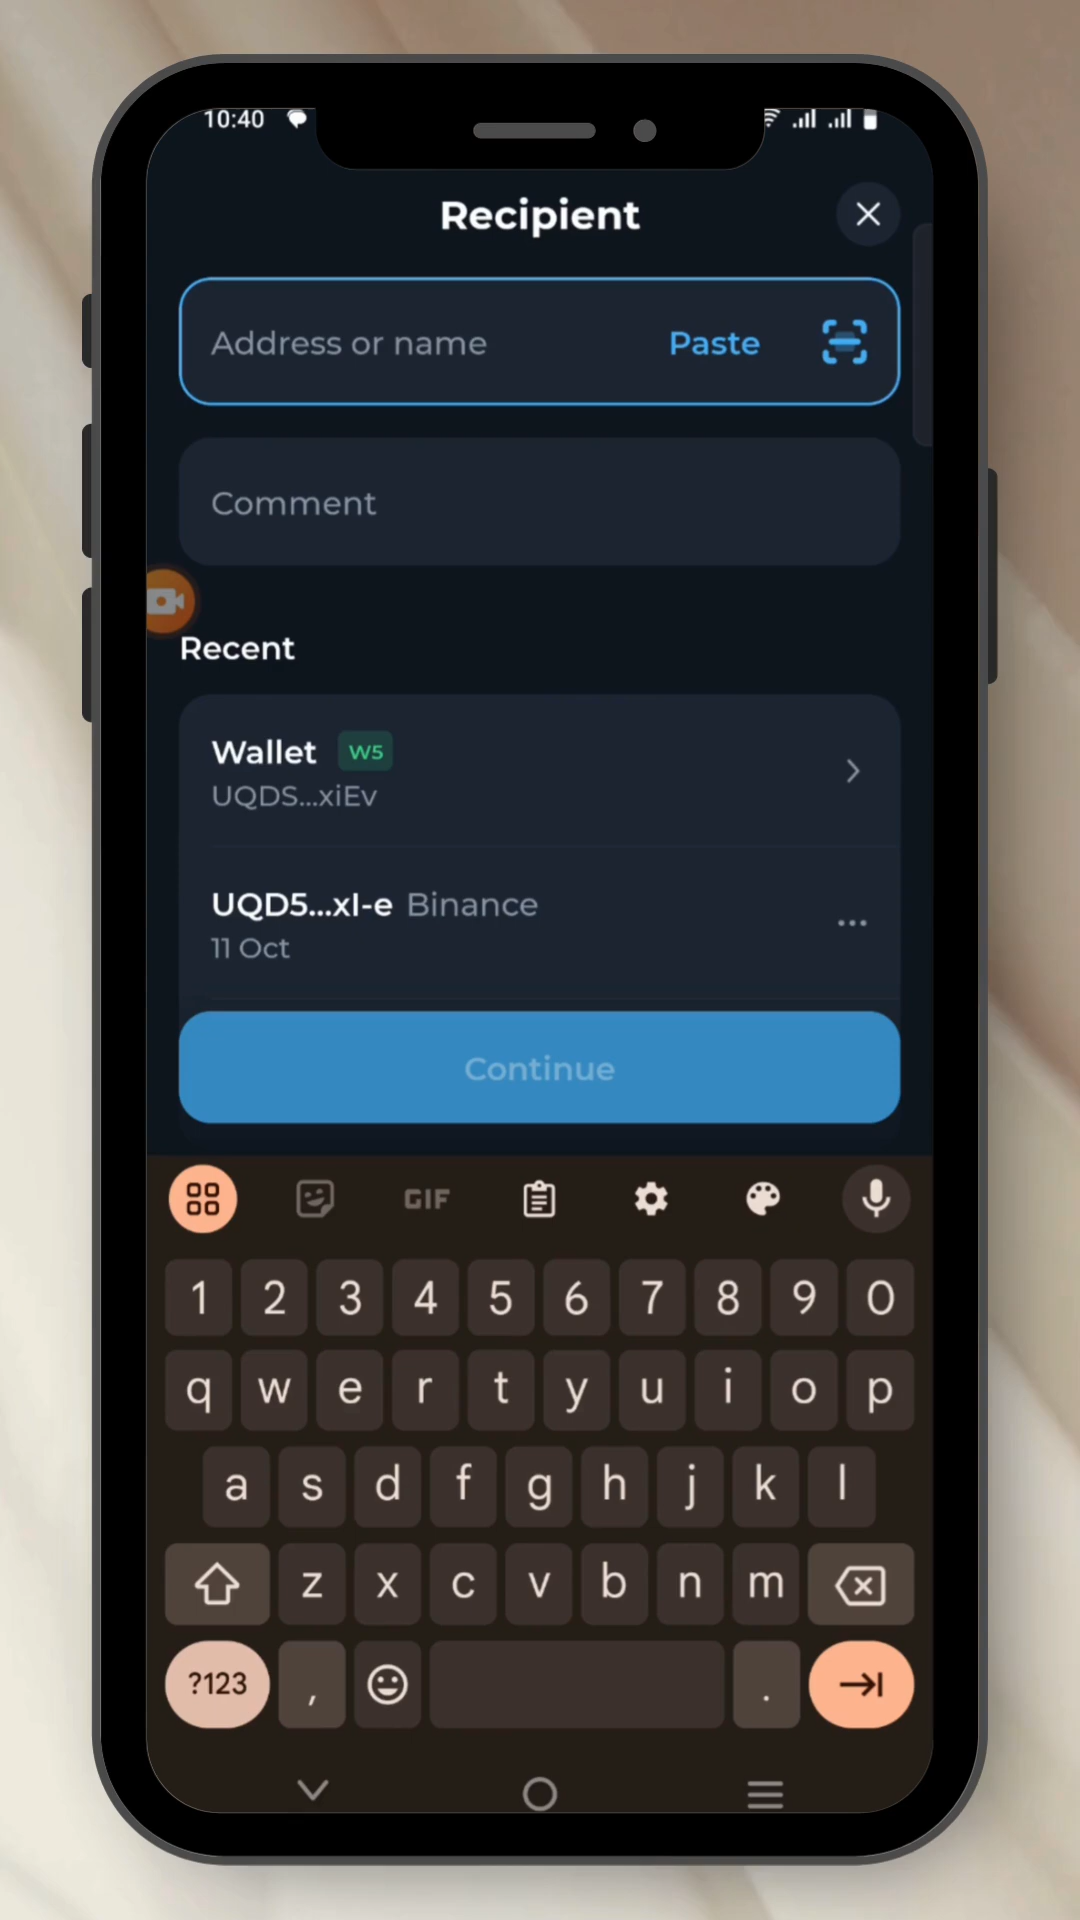 10:40
Recipient
Address or name Paste
Comment
Recent
Wallet W5
UQDS...xiEv
UQD5...xI-e Binance
11 Oct
Continue
GIF
1 2 3 4 5 6 7 8 9 0
q w e r t y u i o p
a s d f g h j k l
z x c v b n m
?123 , .